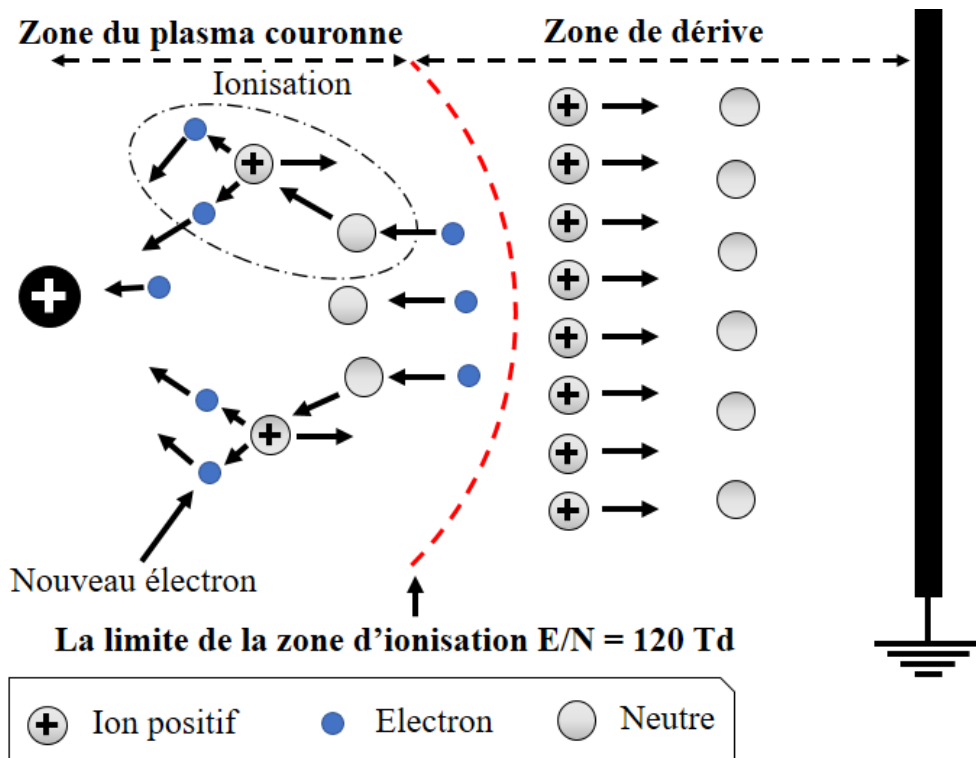 Zone du plasma couronne
Zone de dérive
Ionisation
Nouveau électron
La limite de la zone d’ionisation E/N = 120 Td
Ion positif
Electron
Neutre